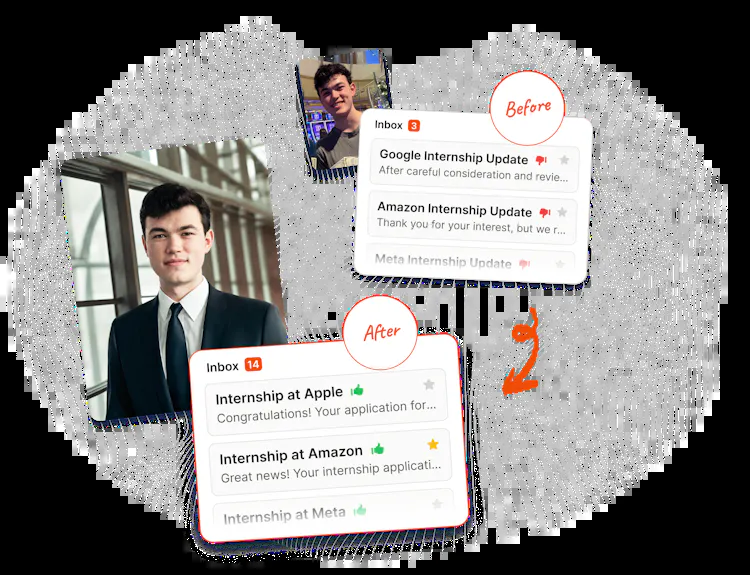 Before
Inbox 3
Google Internship Update
After careful consideration and revie...
Amazon Internship Update
Thank you for your interest, but we r...
Meta Internship Update
After
Inbox 14
Internship at Apple
Congratulations! Your application for...
Internship at Amazon
Great news! Your internship applicati...
Internship at Meta